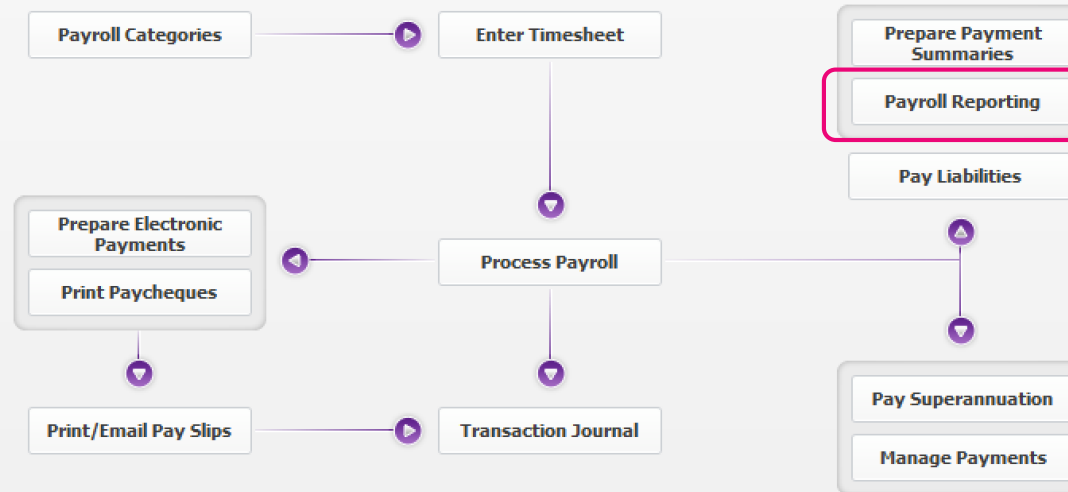 Payroll Categories
Enter Timesheet
Prepare Payment
Summaries
Payroll Reporting
Pay Liabilities
Prepare Electronic
Payments
Print Paycheques
Process Payroll
Pay Superannuation
Manage Payments
Print/Email Pay Slips
Transaction Journal